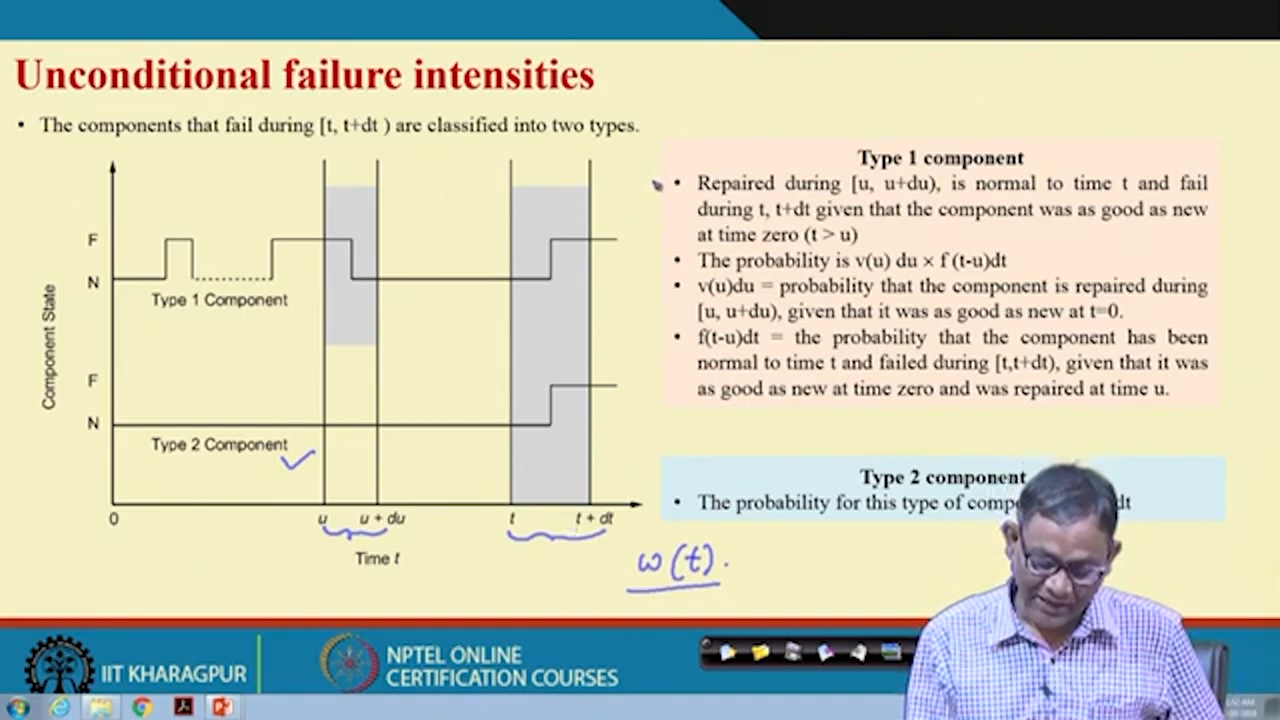 Unconditional failure intensities
• The components that fail during [t, t+dt ) are classified into two types.
Component State
F
N
Type 1 Component
F
N
Type 2 Component
0
u
u + du
t
t + dt
Time t
ω(t).
Type 1 component
• Repaired during [u, u+du), is normal to time t and fail
during t, t+dt given that the component was as good as new
at time zero (t > u)
• The probability is v(u) du × f (t-u)dt
• v(u)du = probability that the component is repaired during
[u, u+du), given that it was as good as new at t=0.
• f(t-u)dt = the probability that the component has been
normal to time t and failed during [t,t+dt), given that it was
as good as new at time zero and was repaired at time u.
Type 2 component
• The probability for this type of dt
IIT KHARAGPUR
NPTEL ONLINE
CERTIFICATION COURSES